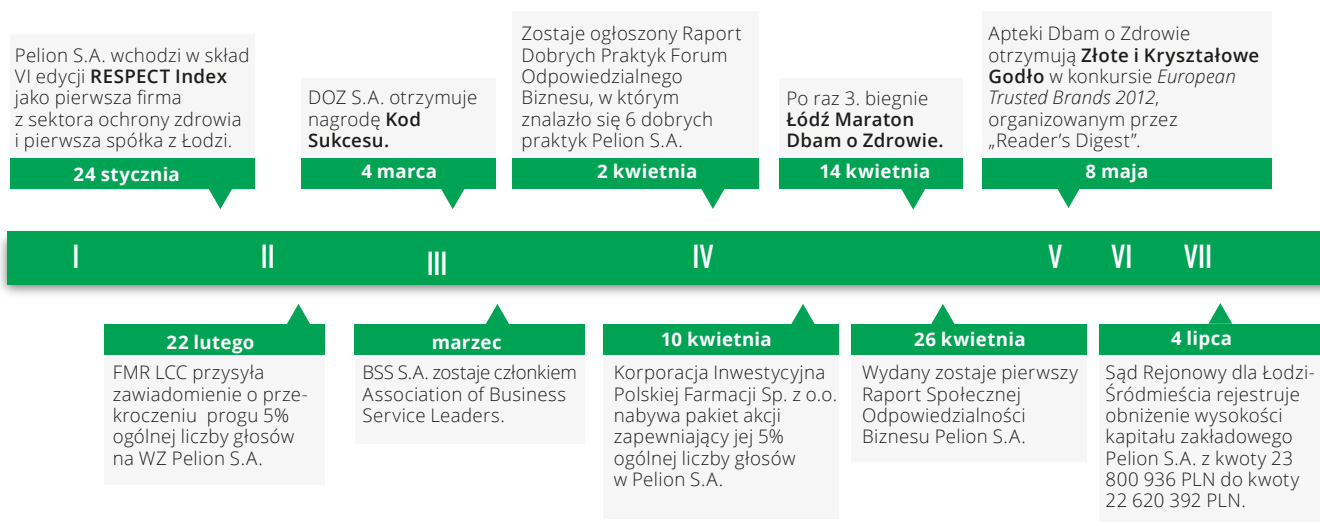 Pelion S.A. wchodzi w skład
VI edycji RESPECT Index
jako pierwsza firma
z sektora ochrony zdrowia
i pierwsza spółka z Łodzi.
24 stycznia
DOZ S.A. otrzymuje
nagrodę Kod
Sukcesu.
4 marca
Zostaje ogłoszony Raport
Dobrych Praktyk Forum
Odpowiedzialnego
Biznesu, w którym
znalazło się 6 dobrych
praktyk Pelion S.A.
2 kwietnia
Po raz 3. biegnie
Łódź Maraton
Dbam o Zdrowie.
14 kwietnia
Apteki Dbam o Zdrowie
otrzymują Złote i Kryształowe
Godło w konkursie European
Trusted Brands 2012,
organizowanym przez
„Reader's Digest”.
8 maja
I II III IV V VI VII
22 lutego
FMR LCC przysyła
zawiadomienie o prze-
kroczeniu progu 5%
ogólnej liczby głosów
na WZ Pelion S.A.
marzec
BSS S.A. zostaje członkiem
Association of Business
Service Leaders.
10 kwietnia
Korporacja Inwestycyjna
Polskiej Farmacji Sp. z o.o.
nabywa pakiet akcji
zapewniający jej 5%
ogólnej liczby głosów
w Pelion S.A.
26 kwietnia
Wydany zostaje pierwszy
Raport Społecznej
Odpowiedzialności
Biznesu Pelion S.A.
4 lipca
Sąd Rejonowy dla Łodzi-
Śródmieścia rejestruje
obniżenie wysokości
kapitału zakładowego
Pelion S.A. z kwoty 23
800 936 PLN do kwoty
22 620 392 PLN.